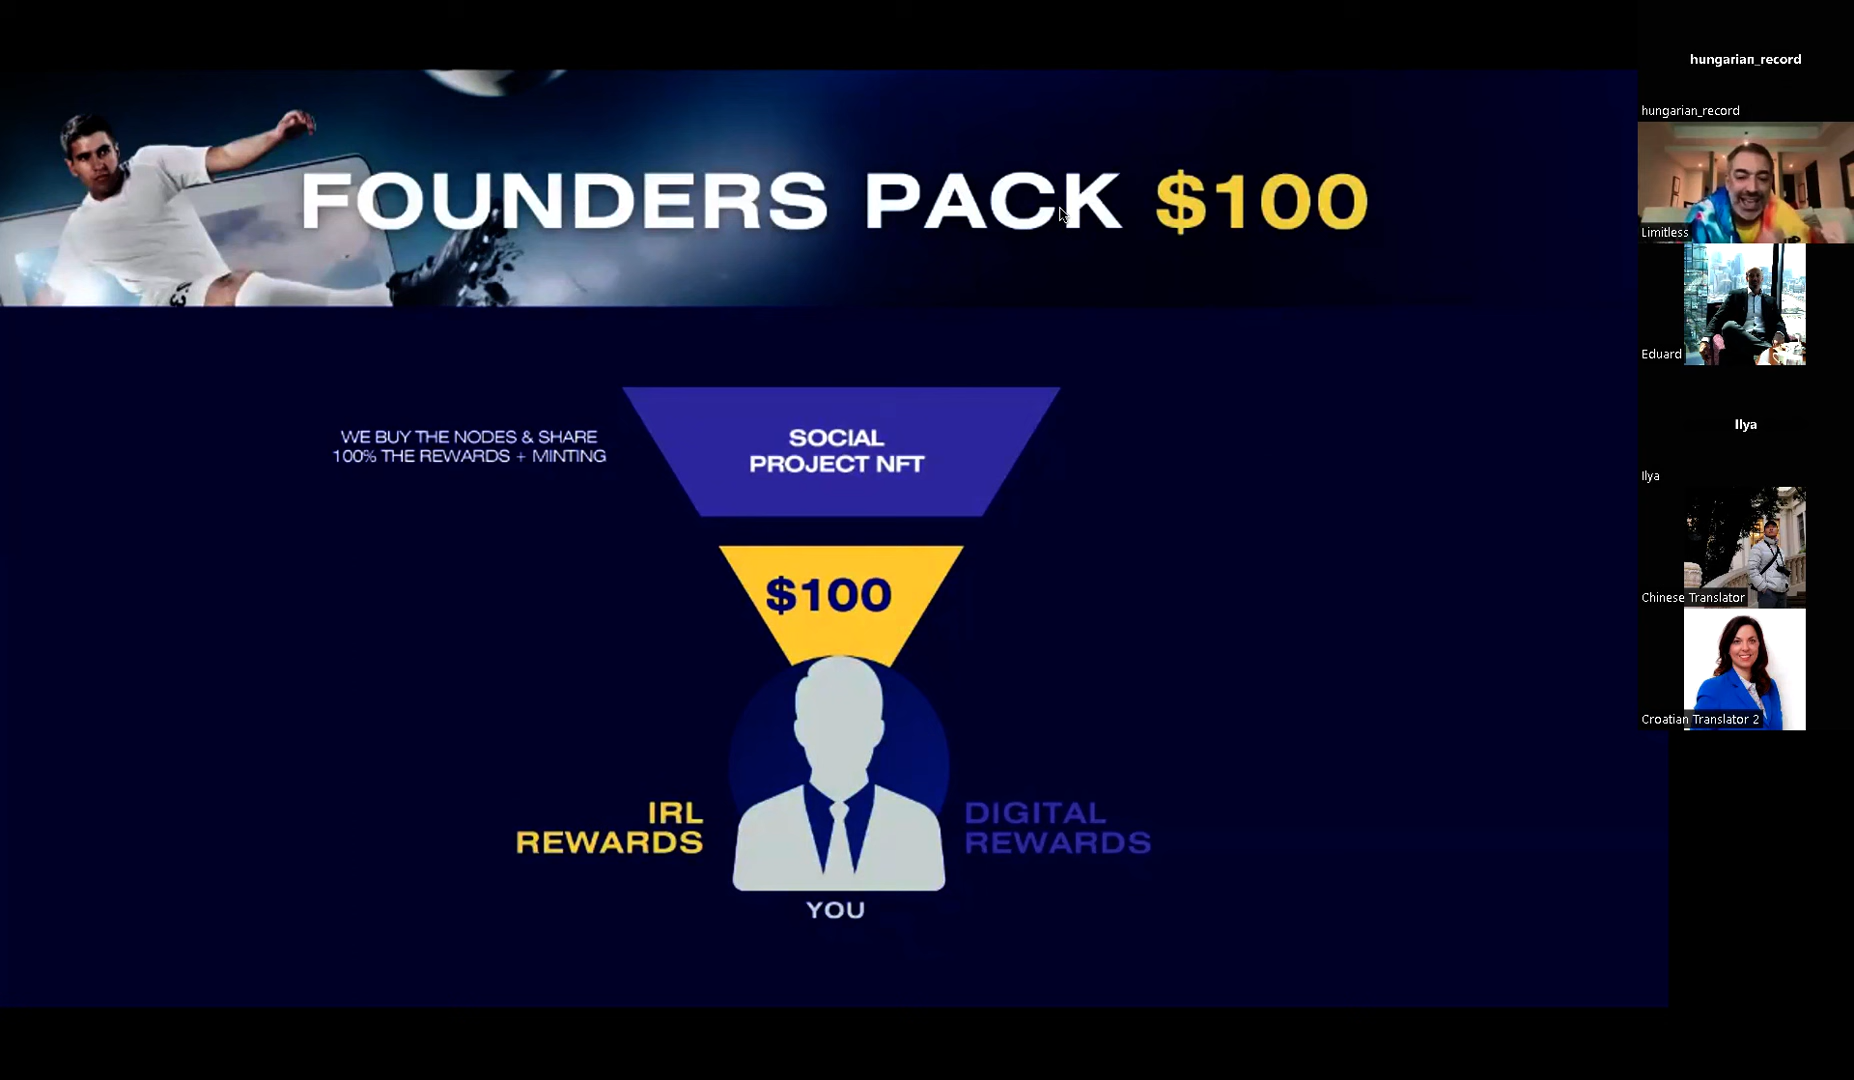 FOUNDERS PACK $100
WE BUY THE NODES & SHARE
100% THE REWARDS + MINTING
SOCIAL
PROJECT NFT
$100
IRL
REWARDS
DIGITAL
REWARDS
YOU
hungarian_record
hungarian_record
Limitless
Eduard
Ilya
Ilya
Chinese Translator
Croatian Translator 2